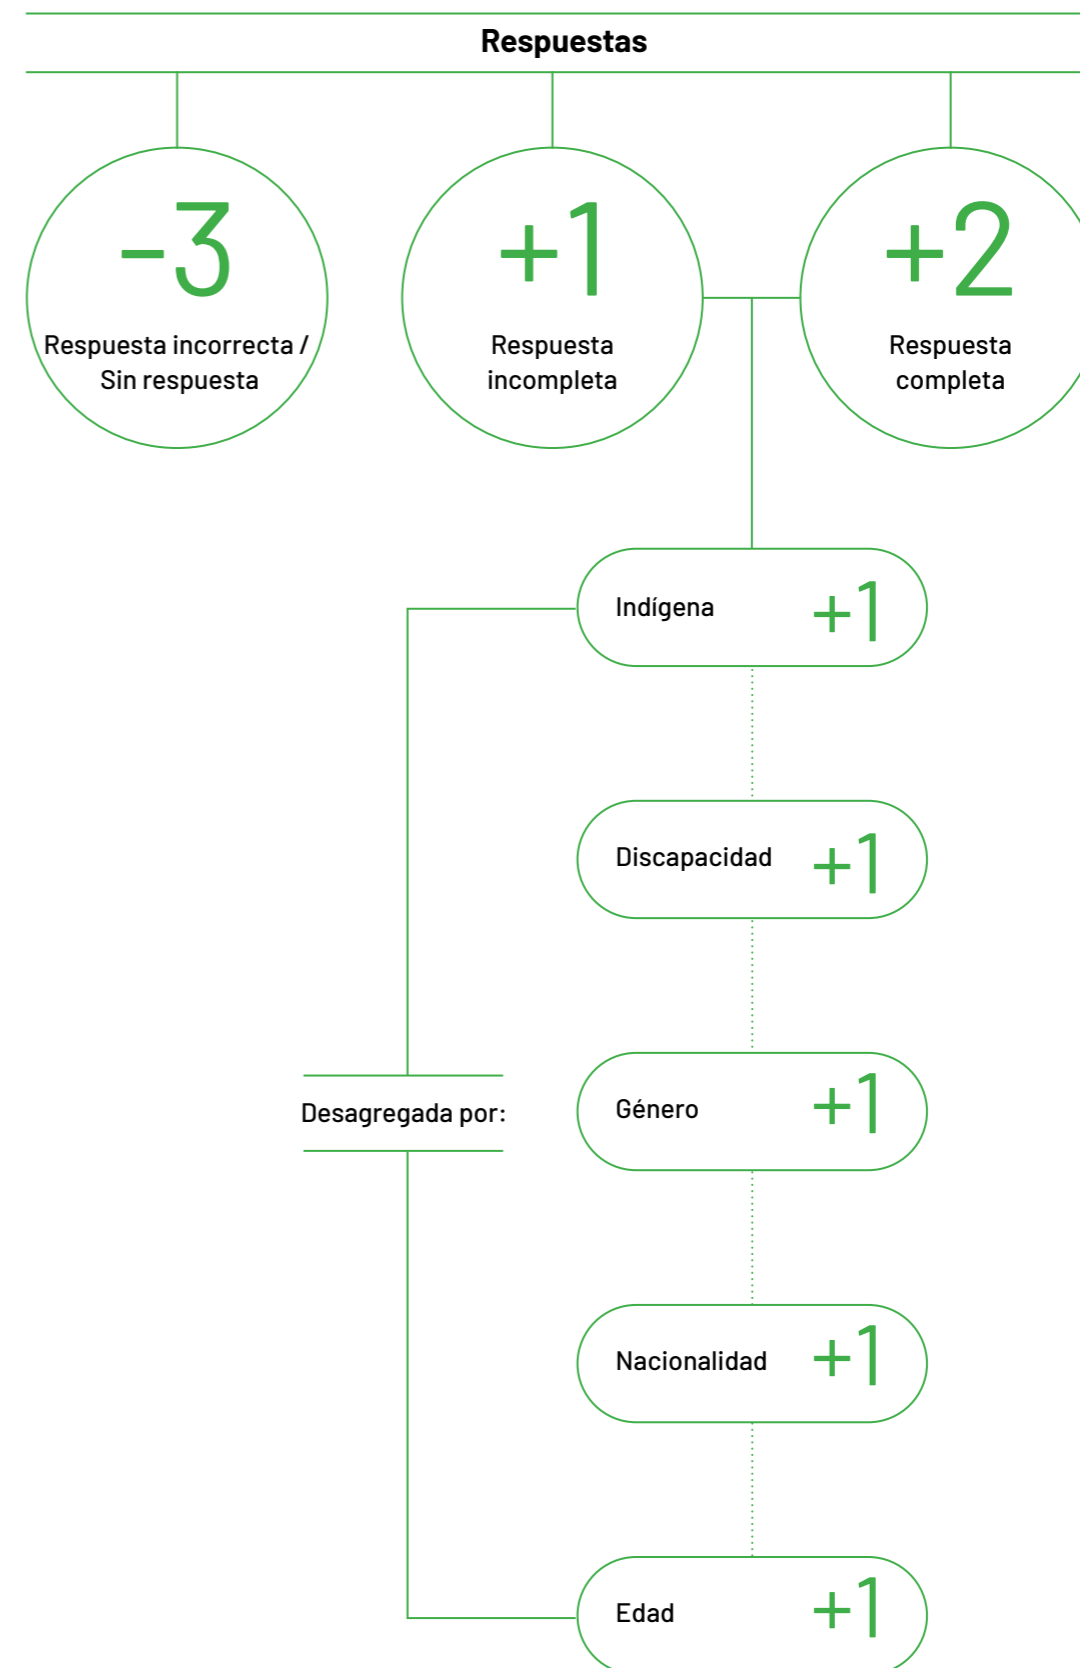 Respuestas
-3
Respuesta incorrecta /
Sin respuesta
+1
Respuesta
incompleta
+2
Respuesta
completa
Indígena +1
Discapacidad +1
Desagregada por:
Género +1
Nacionalidad +1
Edad +1